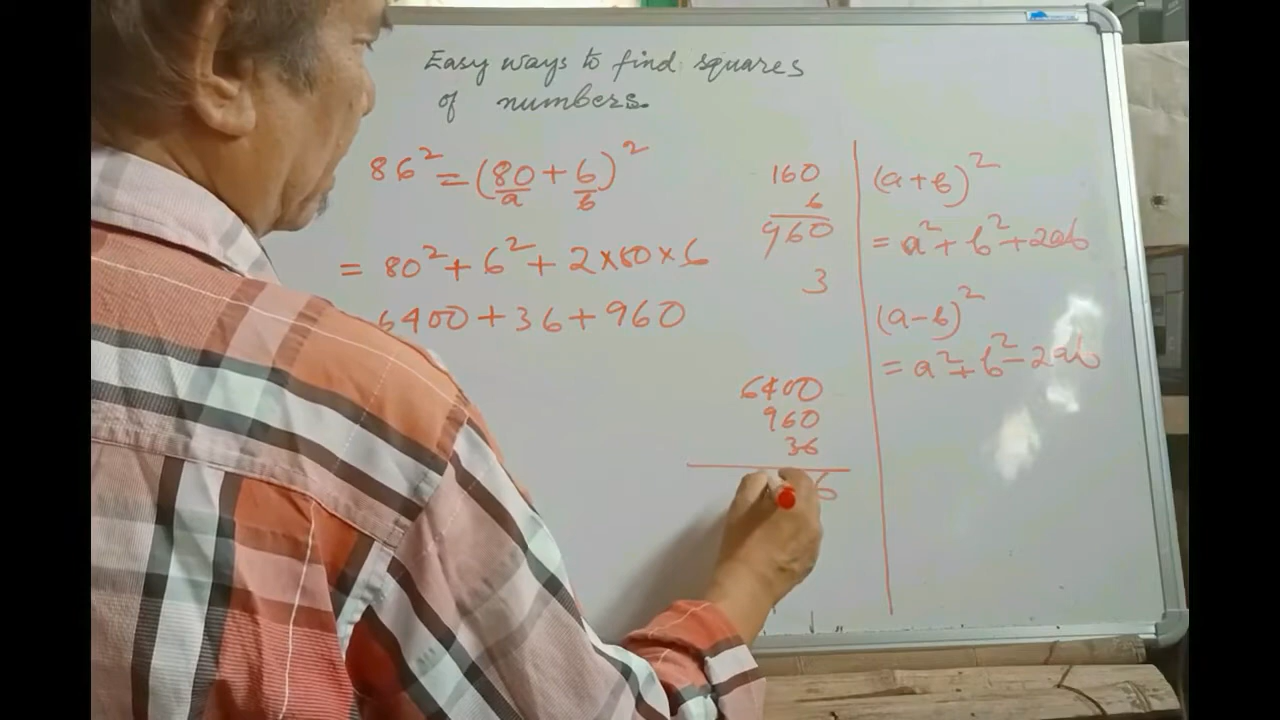 Easy ways to find squares
of numbers.
86² = (80 + 6)²
a b
= 80² + 6² + 2×80×6
6400 + 36 + 960
160
6
960
3
6400
960
36
6
(a+b)²
= a² + b² + 2ab
(a-b)²
= a² + b² - 2ab